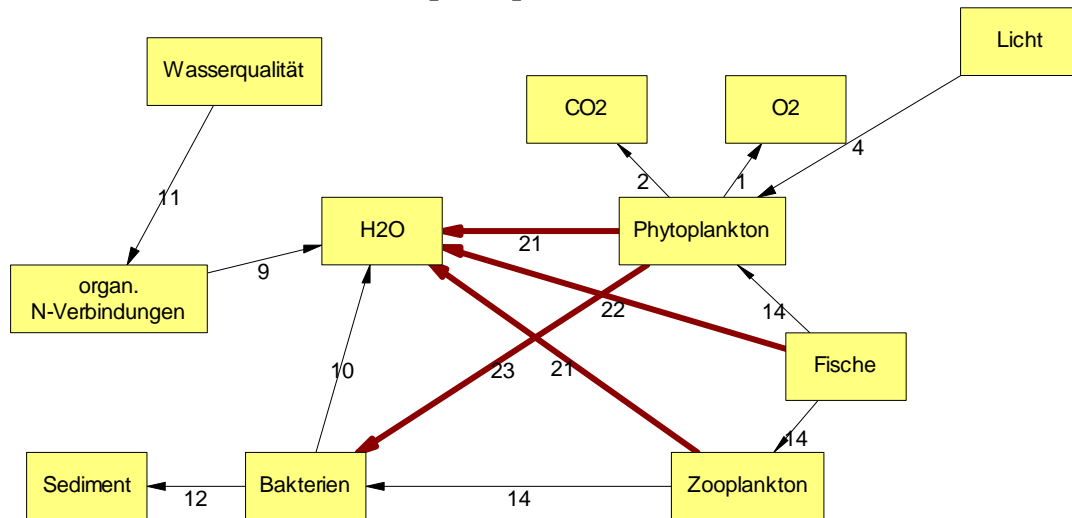 Licht
Wasserqualität
CO2
O2
4
2
1
11
H2O
Phytoplankton
21
9
organ.
N-Verbindungen
22
14
10
23
21
Fische
14
Sediment
12
Bakterien
14
Zooplankton